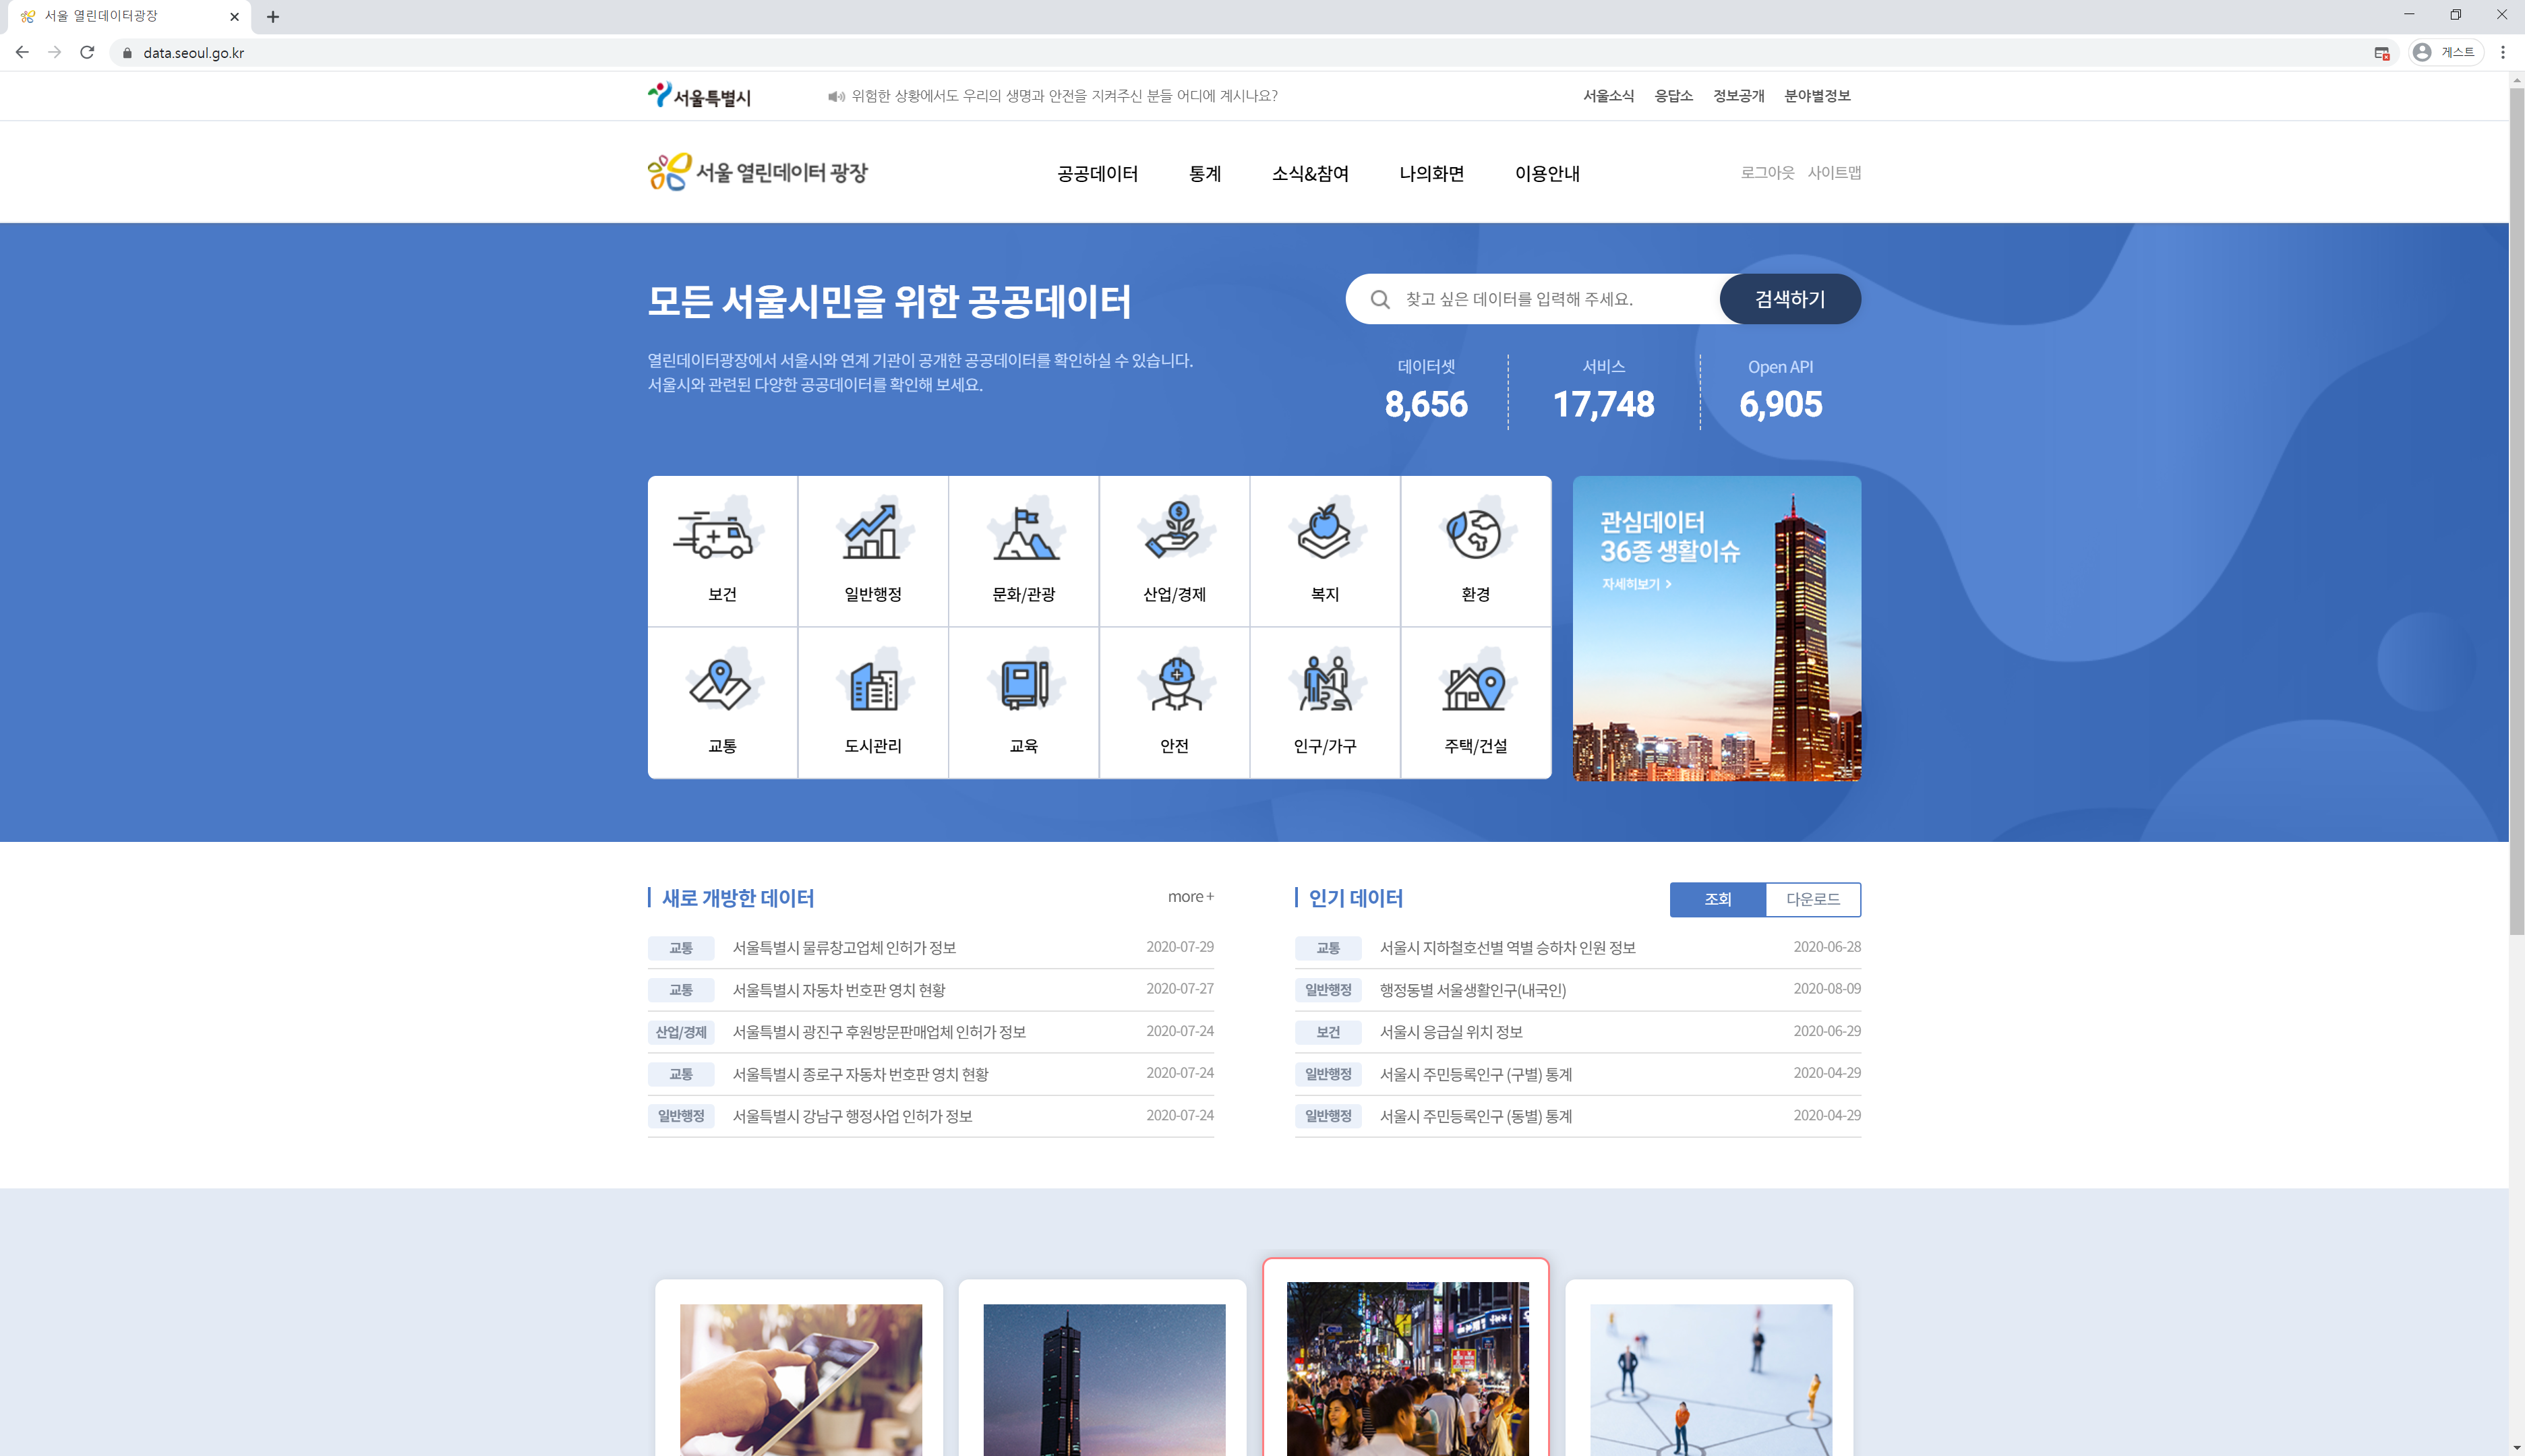 서울 열린데이터광장
data.seoul.go.kr
게스트
서울특별시
위험한 상황에서도 우리의 생명과 안전을 지켜주신 분들 어디에 계시나요?
서울소식 응답소 정보공개 분야별정보
서울 열린데이터 광장
공공데이터 통계 소식&참여 나의화면 이용안내
로그아웃 사이트맵
모든 서울시민을 위한 공공데이터
열린데이터광장에서 서울시와 연계 기관이 공개한 공공데이터를 확인하실 수 있습니다.
서울시와 관련된 다양한 공공데이터를 확인해 보세요.
찾고 싶은 데이터를 입력해 주세요.
검색하기
데이터셋 서비스 Open API
8,656 17,748 6,905
보건 일반행정 문화/관광 산업/경제 복지 환경
교통 도시관리 교육 안전 인구/가구 주택/건설
관심데이터
36종 생활이슈
자세히보기 >
새로 개방한 데이터
more +
교통 서울특별시 물류창고업체 인허가 정보 2020-07-29
교통 서울특별시 자동차 번호판 영치 현황 2020-07-27
산업/경제 서울특별시 광진구 후원방문판매업체 인허가 정보 2020-07-24
교통 서울특별시 종로구 자동차 번호판 영치 현황 2020-07-24
일반행정 서울특별시 강남구 행정사업 인허가 정보 2020-07-24
인기 데이터
조회 다운로드
교통 서울시 지하철호선별 역별 승하차 인원 정보 2020-06-28
일반행정 행정동별 서울생활인구(내국인) 2020-08-09
보건 서울시 응급실 위치 정보 2020-06-29
일반행정 서울시 주민등록인구 (구별) 통계 2020-04-29
일반행정 서울시 주민등록인구 (동별) 통계 2020-04-29